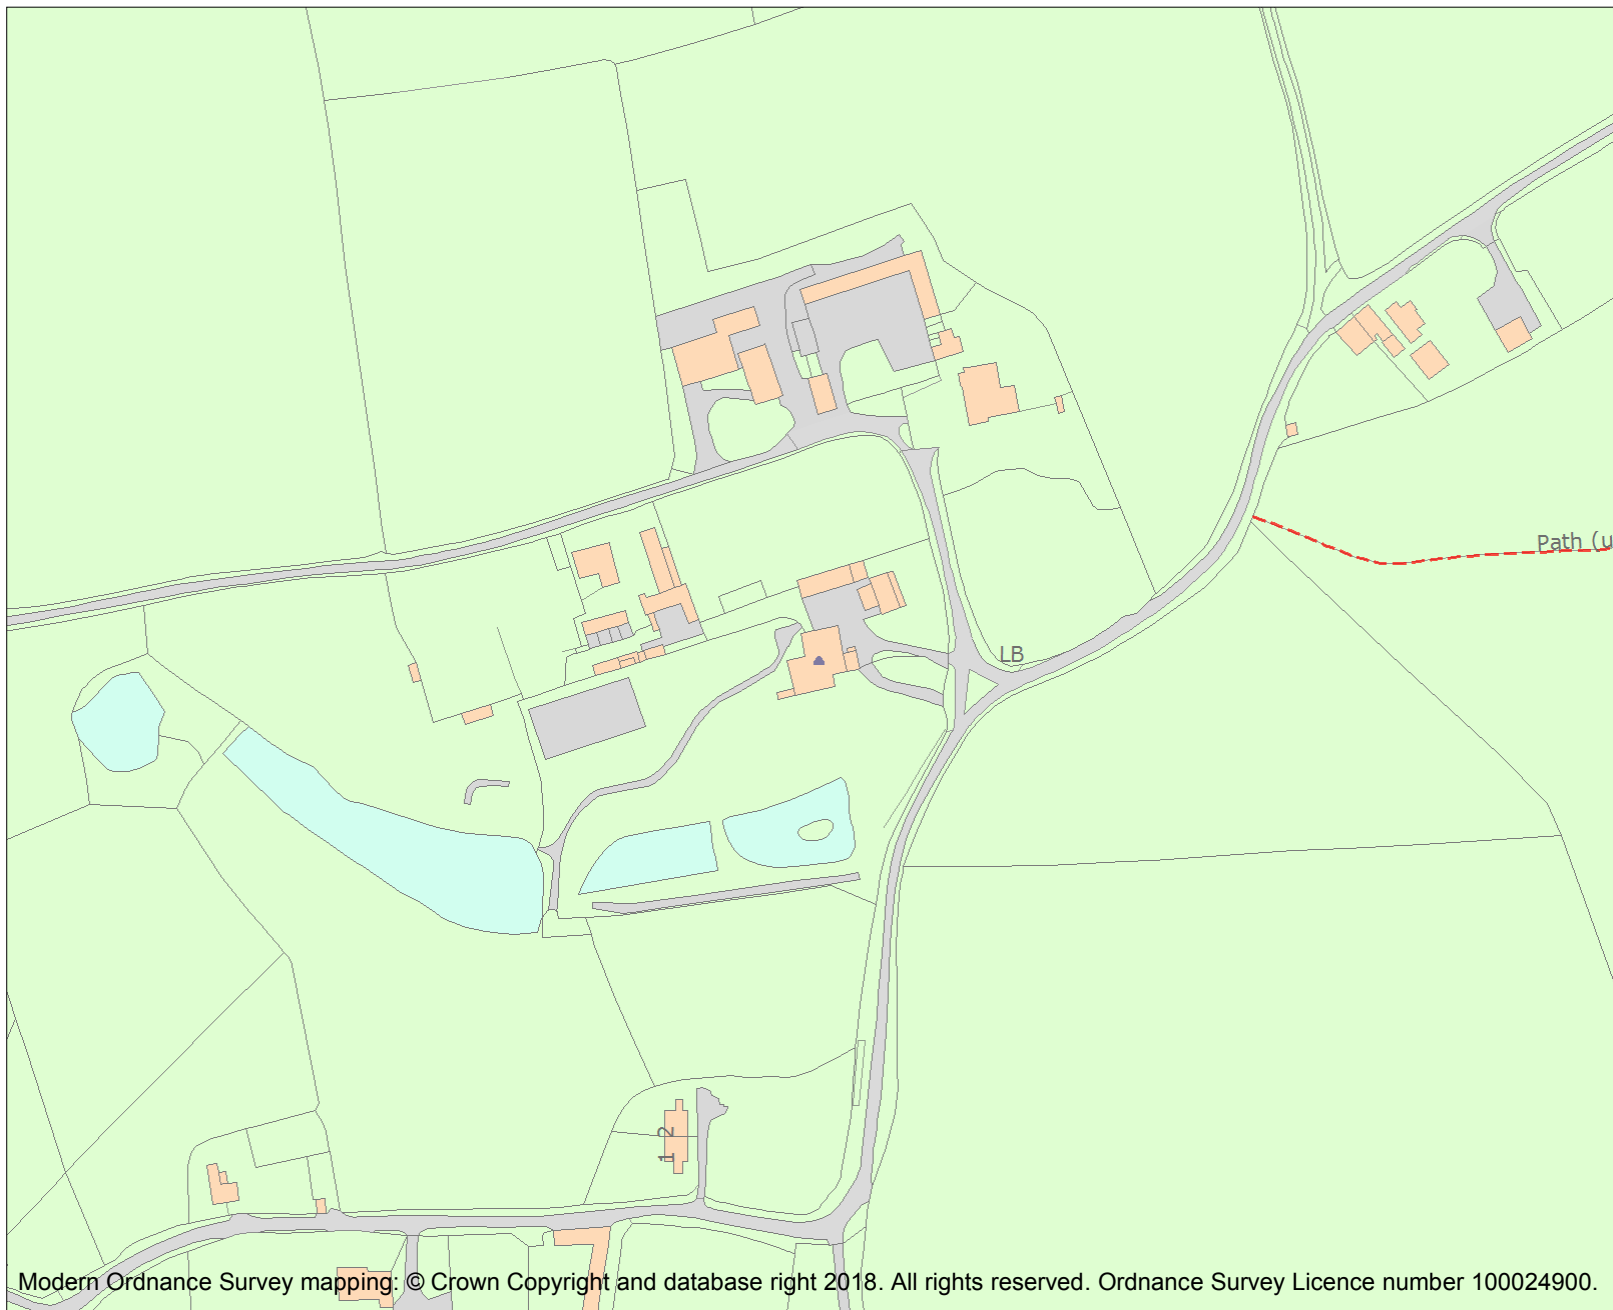 Path (u
LB
1 2
Modern Ordnance Survey mapping: © Crown Copyright and database right 2018. All rights reserved. Ordnance Survey Licence number 100024900.